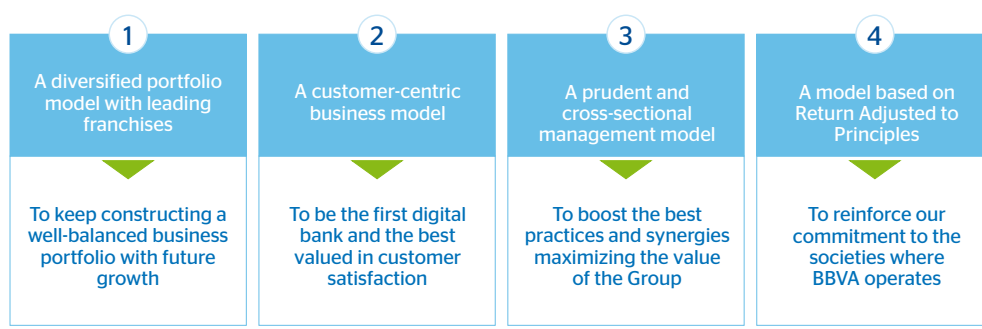 1
A diversified portfolio
model with leading
franchises
To keep constructing a
well-balanced business
portfolio with future
growth
2
A customer-centric
business model
To be the first digital
bank and the best
valued in customer
satisfaction
3
A prudent and
cross-sectional
management model
To boost the best
practices and synergies
maximizing the value
of the Group
4
A model based on
Return Adjusted to
Principles
To reinforce our
commitment to the
societies where
BBVA operates